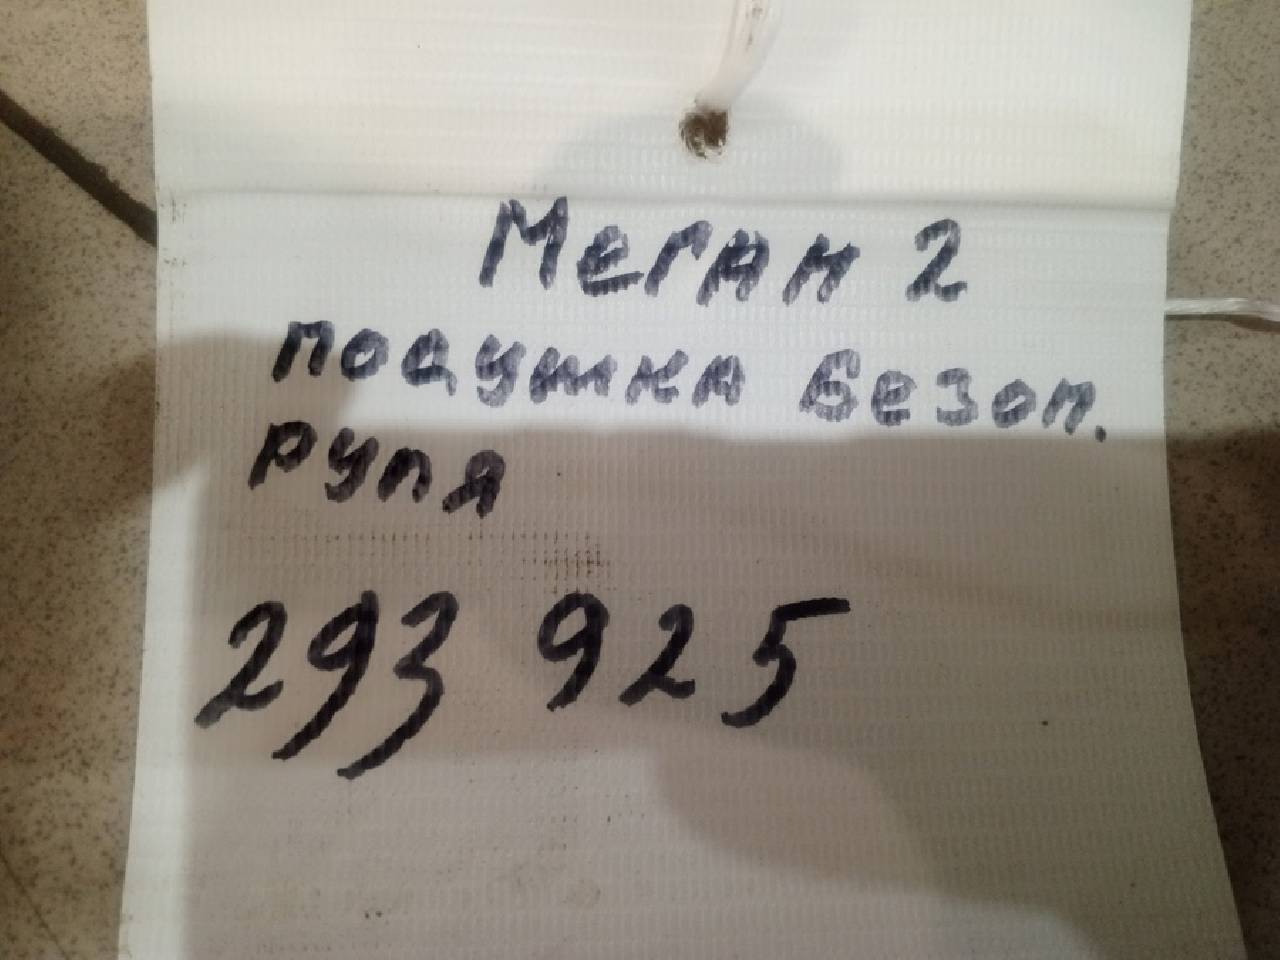 Меган 2
подушка безоп.
руля
293 925